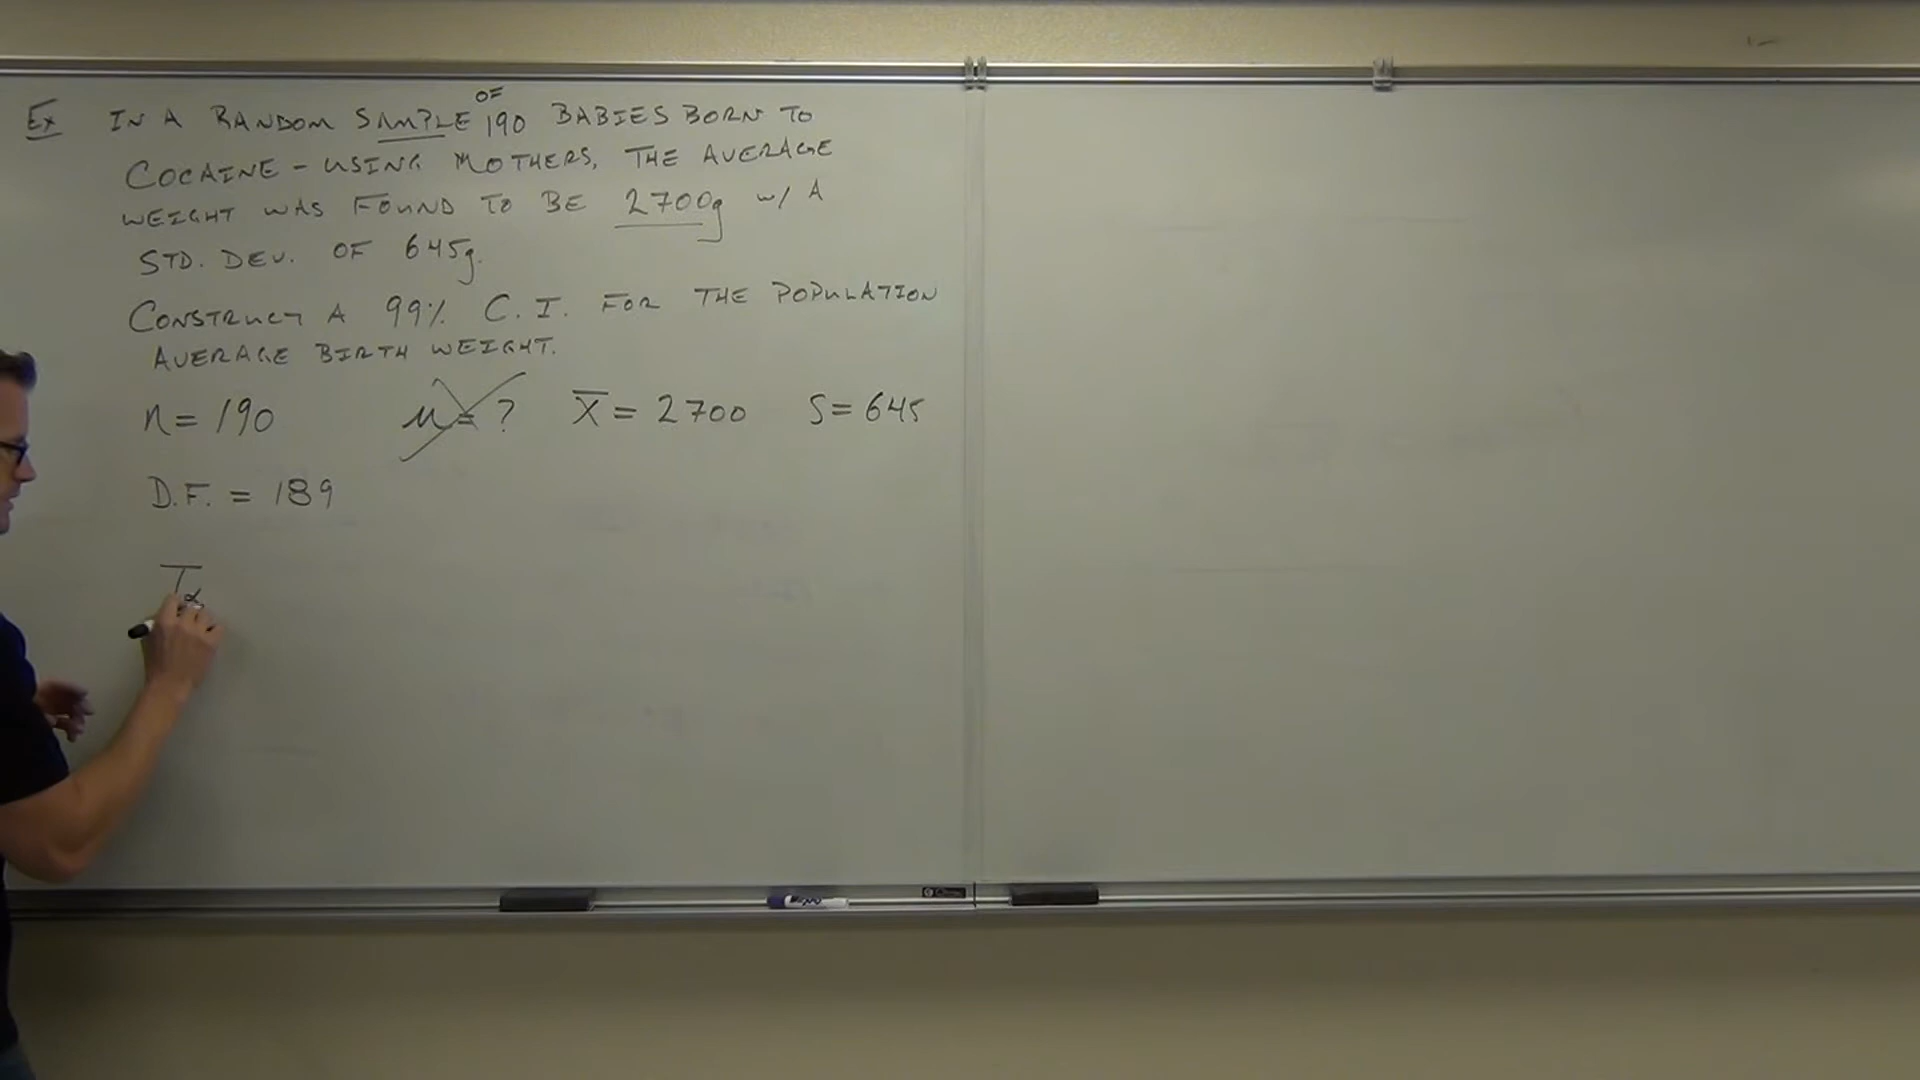 Ex IN A RANDOM SAMPLE OF 190 BABIES BORN TO
COCAINE-USING MOTHERS, THE AVERAGE
WEIGHT WAS FOUND TO BE 2700g w/ A
STD. DEV. OF 645g.
CONSTRUCT A 99% C.I. FOR THE POPULATION
AVERAGE BIRTH WEIGHT.
n = 190 μ = ? x̄ = 2700 S = 645
D.F. = 189
Tα